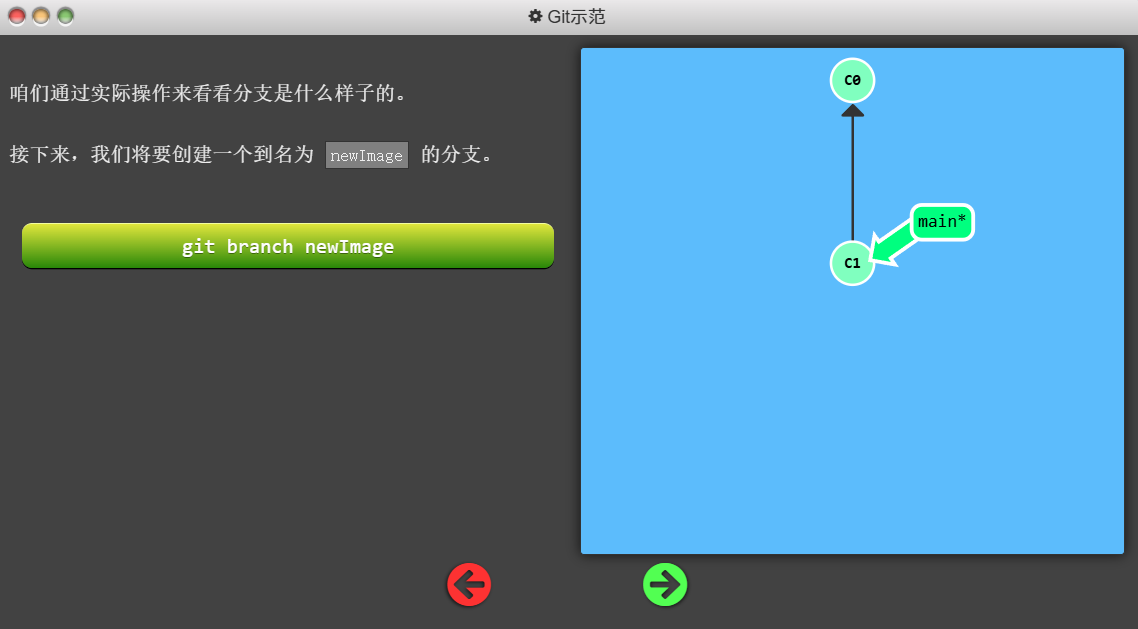 Git示范
咱们通过实际操作来看看分支是什么样子的。
接下来，我们将要创建一个到名为 newImage 的分支。
git branch newImage
C0
main*
C1